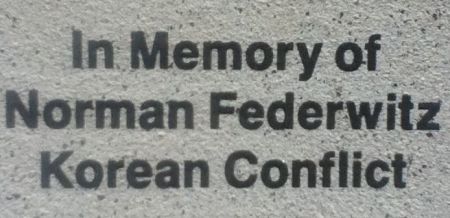 In Memory of
Norman Federwitz
Korean Conflict